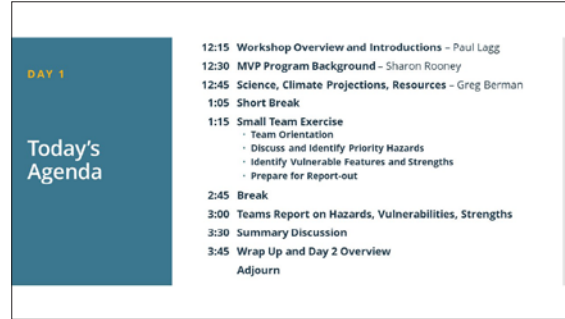 DAY 1
Today's
Agenda
12:15 Workshop Overview and Introductions – Paul Lagg
12:30 MVP Program Background – Sharon Rooney
12:45 Science, Climate Projections, Resources – Greg Berman
1:05 Short Break
1:15 Small Team Exercise
· Team Orientation
· Discuss and Identify Priority Hazards
· Identify Vulnerable Features and Strengths
· Prepare for Report-out
2:45 Break
3:00 Teams Report on Hazards, Vulnerabilities, Strengths
3:30 Summary Discussion
3:45 Wrap Up and Day 2 Overview
Adjourn